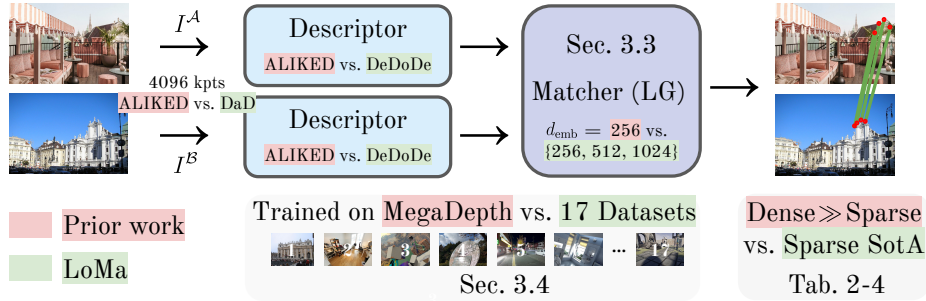 I^A
4096 kpts
ALIKED vs. DaD
I^B
Descriptor
ALIKED vs. DeDoDe
Descriptor
ALIKED vs. DeDoDe
Sec. 3.3
Matcher (LG)
d_emb = 256 vs.
{256, 512, 1024}
Prior work
LoMa
Trained on MegaDepth vs. 17 Datasets
3
...
Sec. 3.4
Dense≫Sparse
vs. Sparse SotA
Tab. 2-4